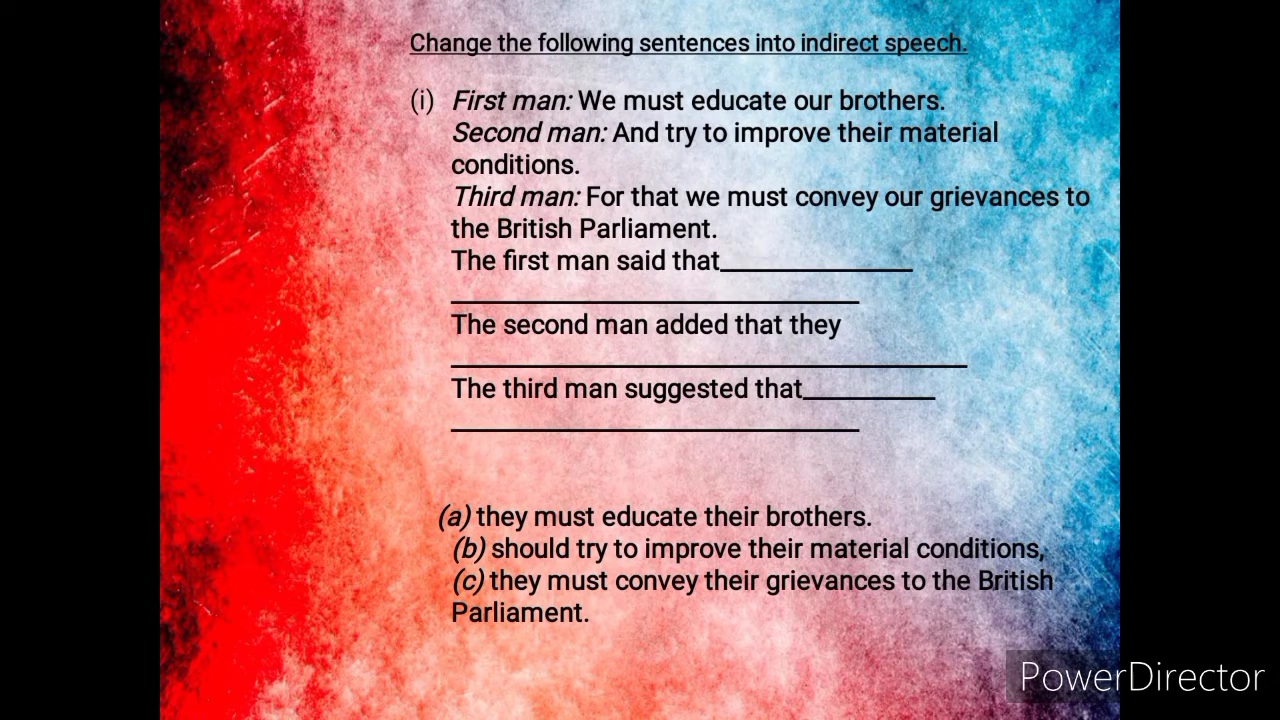 Change the following sentences into indirect speech.
(i) First man: We must educate our brothers.
Second man: And try to improve their material
conditions.
Third man: For that we must convey our grievances to
the British Parliament.
The first man said that______________
______________________________
The second man added that they
______________________________________
The third man suggested that__________
______________________________
(a) they must educate their brothers.
(b) should try to improve their material conditions,
(c) they must convey their grievances to the British
Parliament.
PowerDirector